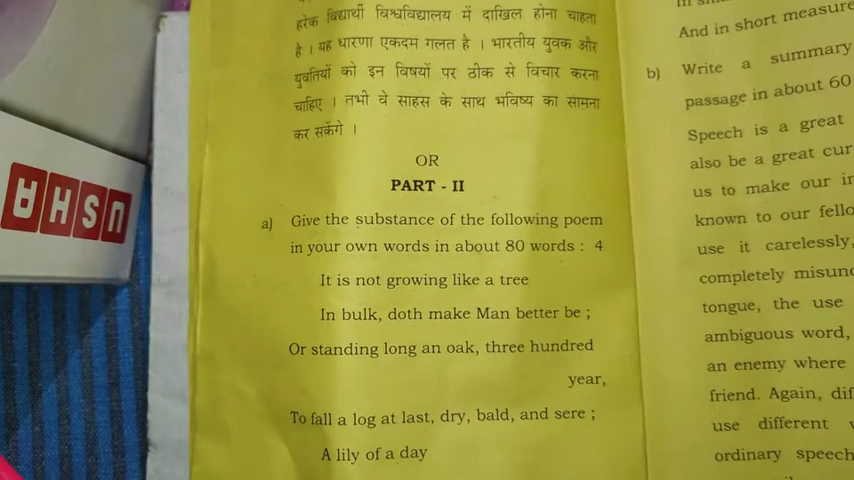 हरेक विद्यार्थी विश्वविद्यालय में दाखिल होना चाहता
है । यह धारणा एकदम गलत है । भारतीय युवक और
युवतियों को इन विषयों पर ठीक से विचार करना
चाहिए । तभी वे साहस के साथ भविष्य का सामना
कर सकेंगे ।
OR
PART - II
a) Give the substance of the following poem
in your own words in about 80 words : 4
It is not growing like a tree
In bulk, doth make Man better be ;
Or standing long an oak, three hundred
year,
To fall a log at last, dry, bald, and sere ;
A lily of a day
And in short measure
b) Write a summary
passage in about 60
Speech is a great
also be a great cur
us to make our in
known to our fello
use it carelessly,
completely misun
tongue, the use
ambiguous word,
an enemy where
friend. Again, dif
use different
ordinary speech
USHA